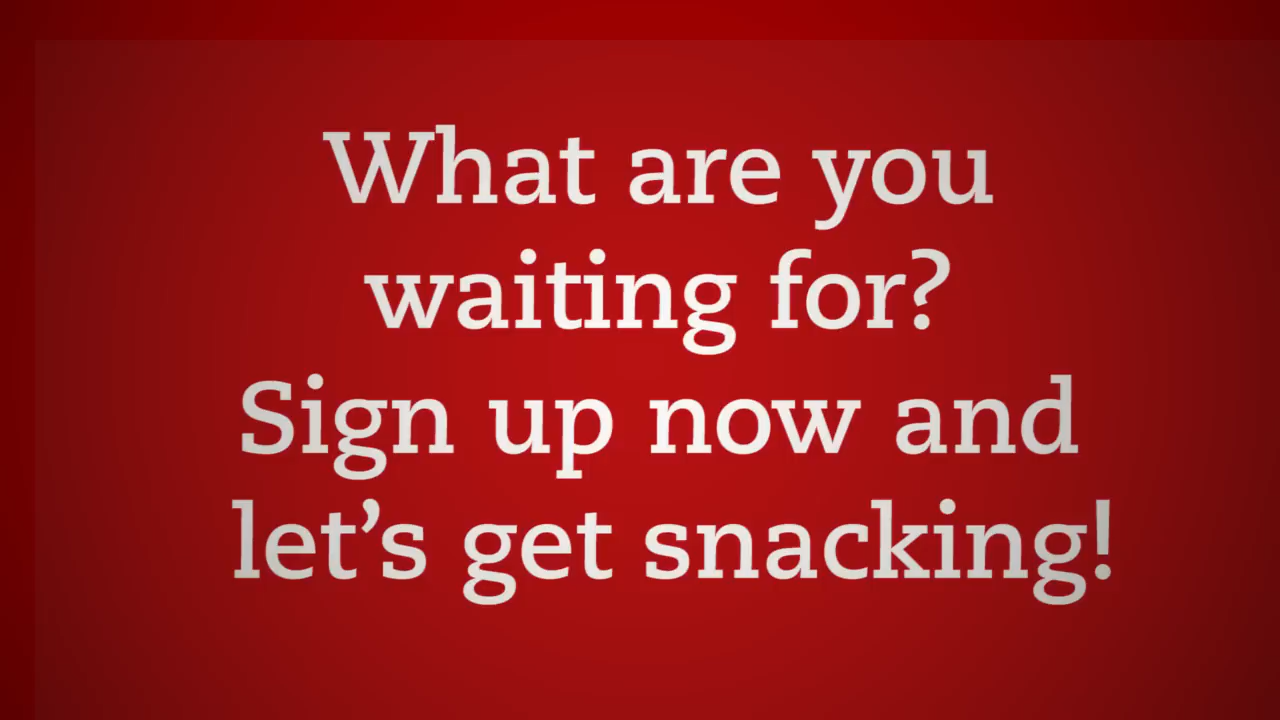 What are you
waiting for?
Sign up now and
let’s get snacking!